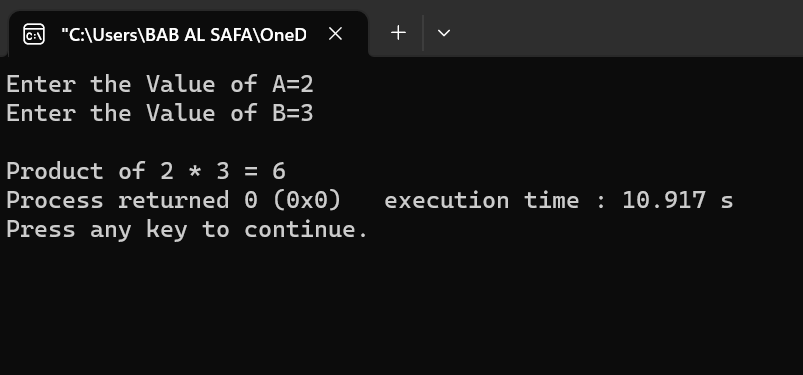 "C:\Users\BAB AL SAFA\OneD
Enter the Value of A=2
Enter the Value of B=3
Product of 2 * 3 = 6
Process returned 0 (0x0)   execution time : 10.917 s
Press any key to continue.